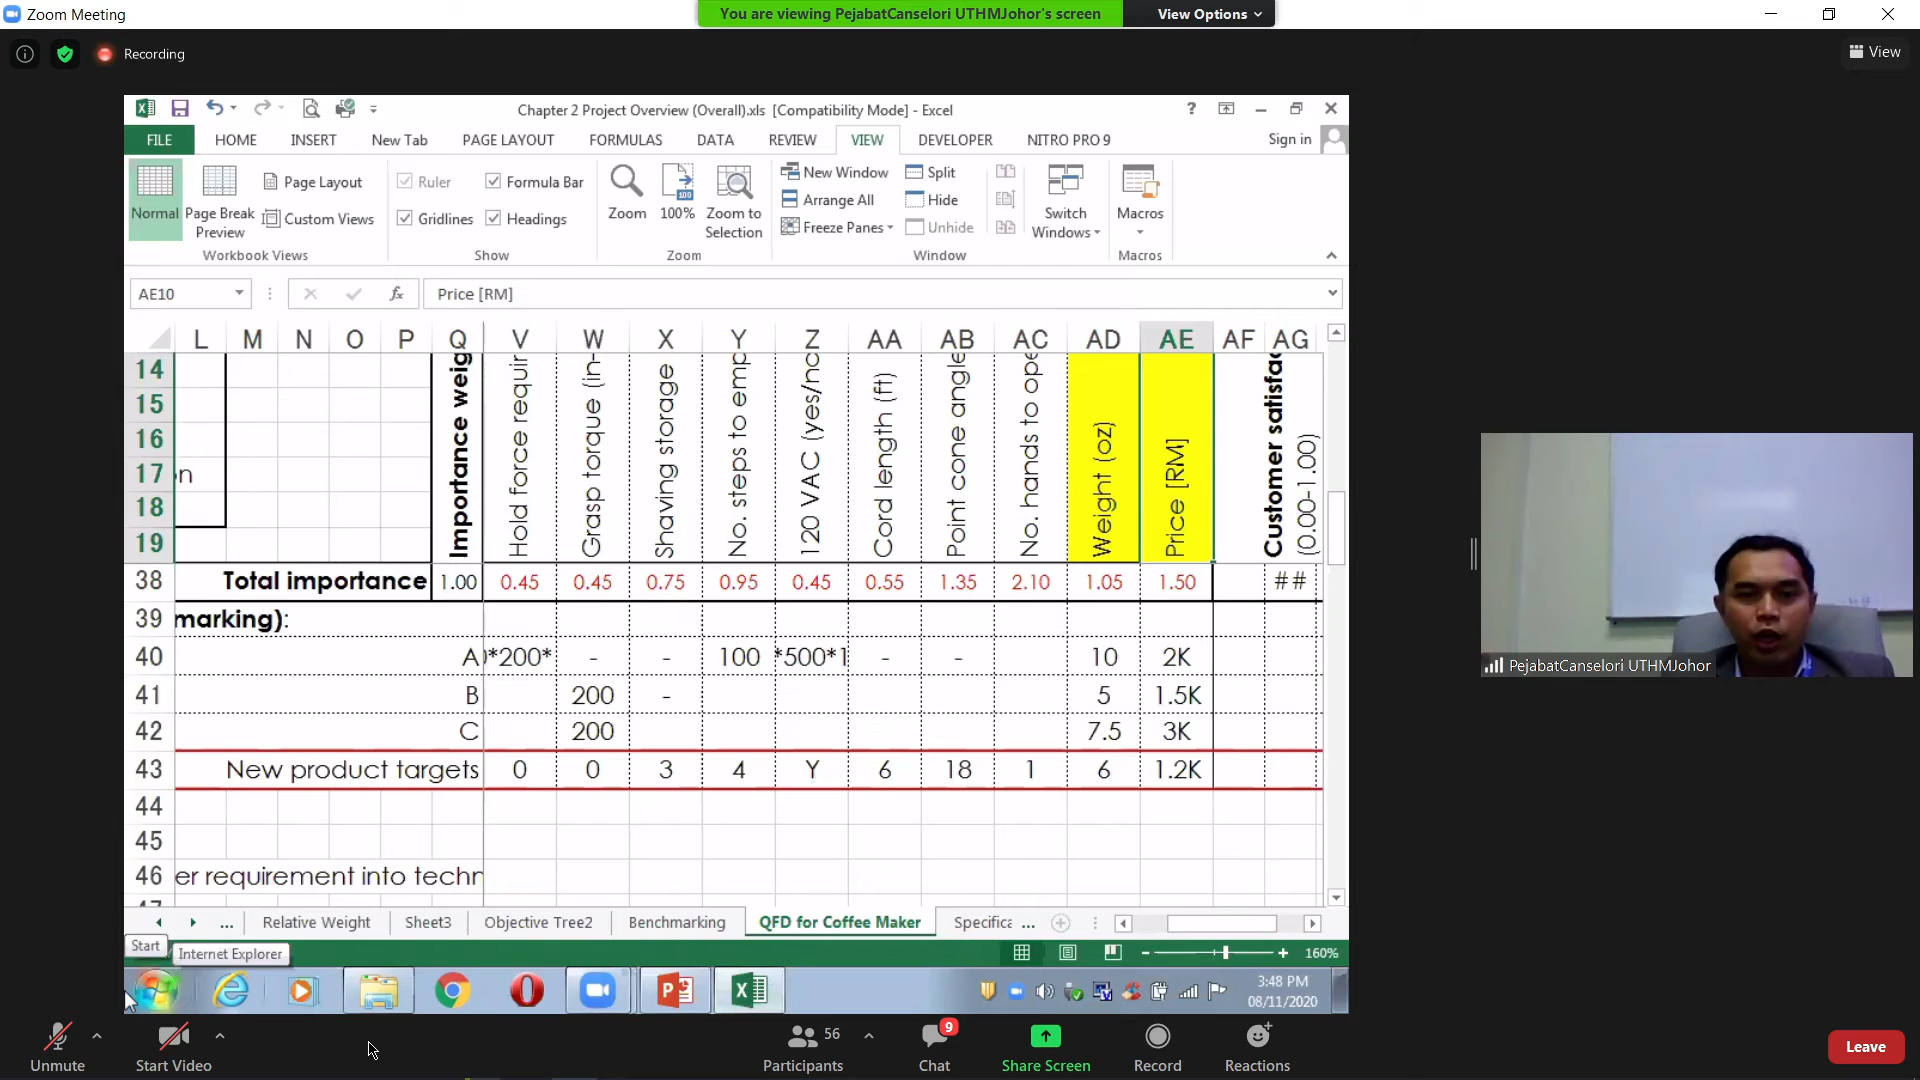 Zoom Meeting
You are viewing PejabatCanselori UTHMJohor's screen
View Options
Recording
View
Chapter 2 Project Overview (Overall).xls [Compatibility Mode] - Excel
FILE HOME INSERT New Tab PAGE LAYOUT FORMULAS DATA REVIEW VIEW DEVELOPER NITRO PRO 9 Sign in
Normal
Page Break Preview
Page Layout
Custom Views
Workbook Views
Ruler
Formula Bar
Gridlines
Headings
Show
Zoom
100%
Zoom to Selection
Zoom
New Window
Arrange All
Freeze Panes
Split
Hide
Unhide
Switch Windows
Window
Macros
Macros
AE10 fx Price [RM]
L M N O P Q V W X Y Z AA AB AC AD AE AF AG
14
15
16
17 on
18
19
Importance weig
Hold force requir
Grasp torque (in-
Shaving storage
No. steps to emp
120 VAC (yes/no
Cord length (ft)
Point cone angle
No. hands to ope
Weight (oz)
Price [RM]
Customer satisfac
(0.00-1.00)
38 Total importance 1.00 0.45 0.45 0.75 0.95 0.45 0.55 1.35 2.10 1.05 1.50 ##
39 marking):
40 A )*200* - - 100 *500*1 - - 10 2K
41 B 200 - 5 1.5K
42 C 200 7.5 3K
43 New product targets 0 0 3 4 Y 6 18 1 6 1.2K
44
45
46 er requirement into techn
47
... Relative Weight Sheet3 Objective Tree2 Benchmarking QFD for Coffee Maker Specifica ...
160%
Start
Internet Explorer
3:48 PM
08/11/2020
PejabatCanselori UTHMJohor
Unmute
Start Video
56
Participants
9
Chat
Share Screen
Record
Reactions
Leave